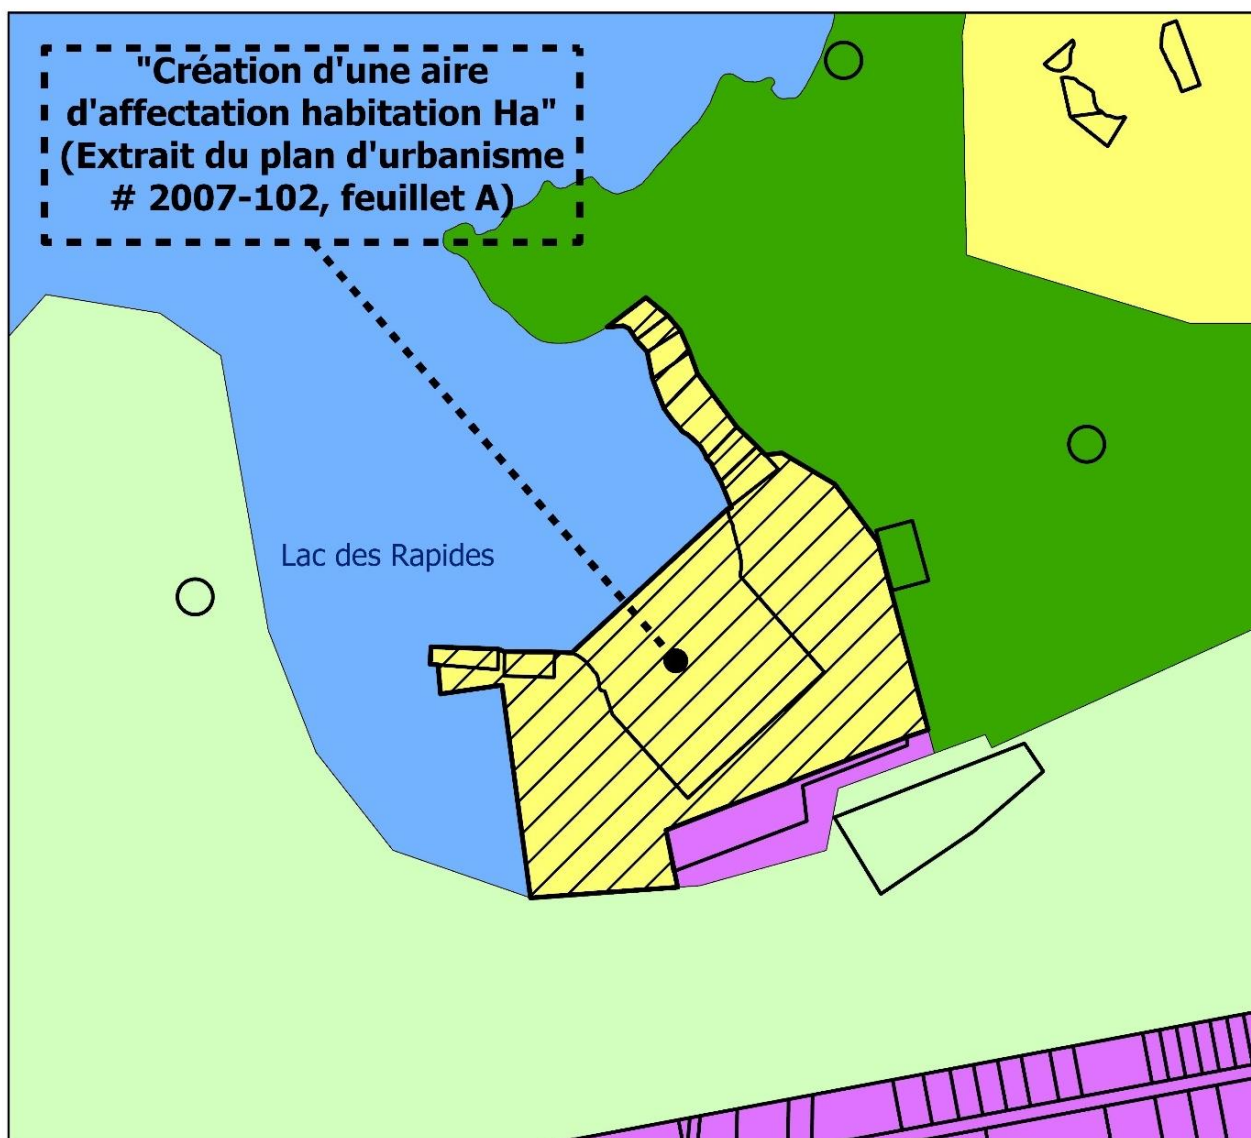 "Création d'une aire
d'affectation habitation Ha"
(Extrait du plan d'urbanisme
# 2007-102, feuillet A)
Lac des Rapides